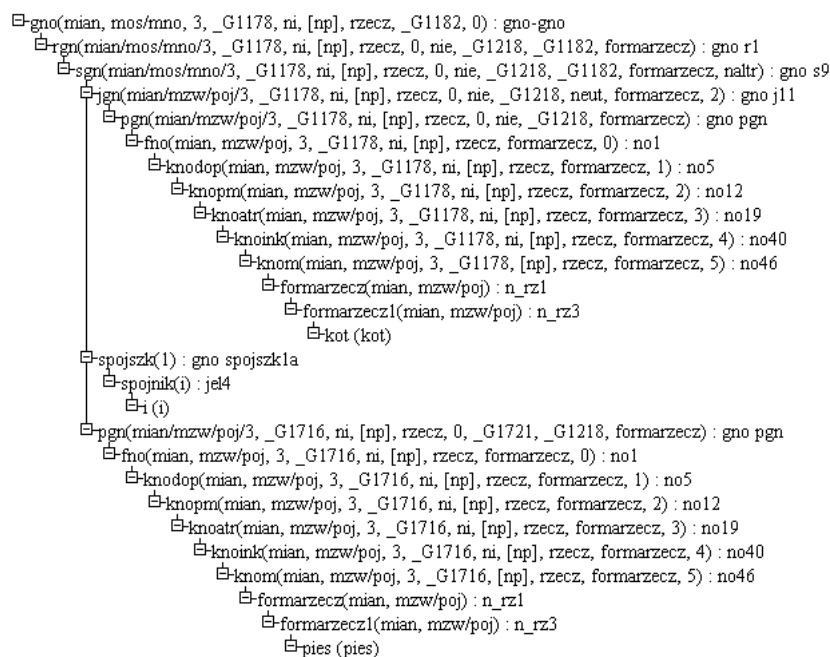 gno(mian, mos/mno, 3, _G1178, ni, [np], rzecz, _G1182, 0) : gno-gno
rgn(mian/mos/mno/3, _G1178, ni, [np], rzecz, 0, nie, _G1218, _G1182, formarzecz) : gno r1
sgn(mian/mos/mno/3, _G1178, ni, [np], rzecz, 0, nie, _G1218, _G1182, formarzecz, naltr) : gno s9
jgn(mian/mzw/poj/3, _G1178, ni, [np], rzecz, 0, nie, _G1218, neut, formarzecz, 2) : gno j11
pgn(mian/mzw/poj/3, _G1178, ni, [np], rzecz, 0, nie, _G1218, formarzecz) : gno pgn
fno(mian, mzw/poj, 3, _G1178, ni, [np], rzecz, formarzecz, 0) : no1
knodop(mian, mzw/poj, 3, _G1178, ni, [np], rzecz, formarzecz, 1) : no5
knopm(mian, mzw/poj, 3, _G1178, ni, [np], rzecz, formarzecz, 2) : no12
knoatr(mian, mzw/poj, 3, _G1178, ni, [np], rzecz, formarzecz, 3) : no19
knoink(mian, mzw/poj, 3, _G1178, ni, [np], rzecz, formarzecz, 4) : no40
knom(mian, mzw/poj, 3, _G1178, ni, [np], rzecz, formarzecz, 5) : no46
formarzecz(mian, mzw/poj) : n_rz1
formarzecz1(mian, mzw/poj) : n_rz3
kot (kot)
spojszk(1) : gno spojszk1a
spojnik(i) : jel4
i (i)
pgn(mian/mzw/poj/3, _G1716, ni, [np], rzecz, 0, _G1721, _G1218, formarzecz) : gno pgn
fno(mian, mzw/poj, 3, _G1716, ni, [np], rzecz, formarzecz, 0) : no1
knodop(mian, mzw/poj, 3, _G1716, ni, [np], rzecz, formarzecz, 1) : no5
knopm(mian, mzw/poj, 3, _G1716, ni, [np], rzecz, formarzecz, 2) : no12
knoatr(mian, mzw/poj, 3, _G1716, ni, [np], rzecz, formarzecz, 3) : no19
knoink(mian, mzw/poj, 3, _G1716, ni, [np], rzecz, formarzecz, 4) : no40
knom(mian, mzw/poj, 3, _G1716, [np], rzecz, formarzecz, 5) : no46
formarzecz(mian, mzw/poj) : n_rz1
formarzecz1(mian, mzw/poj) : n_rz3
pies (pies)